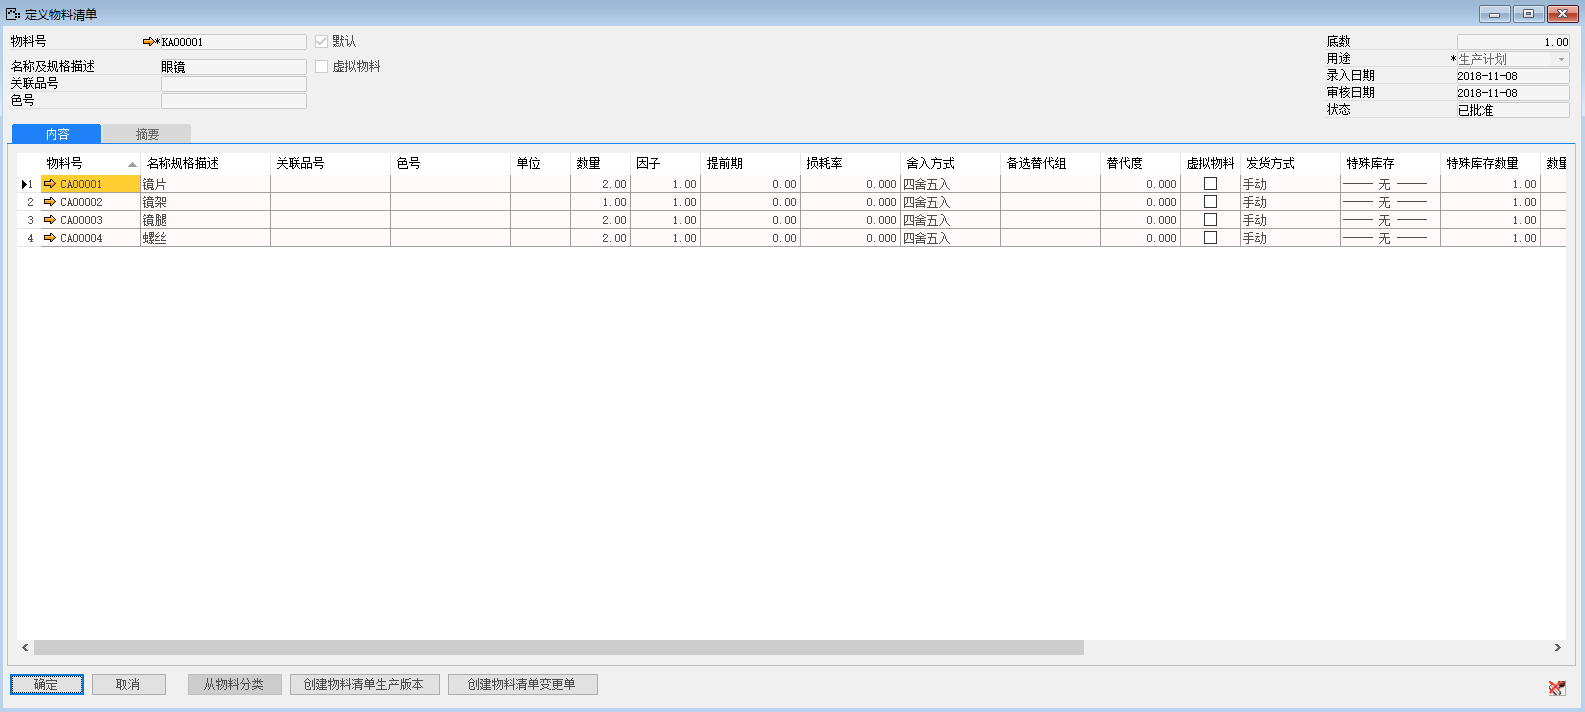 定义物料清单
物料号 *KA00001 默认 底数 1.00
用途 *生产计划
名称及规格描述 眼镜 虚拟物料
关联品号 录入日期 2018-11-08
审核日期 2018-11-08
色号 状态 已批准
内容 摘要
物料号 名称规格描述 关联品号 色号 单位 数量 因子 提前期 损耗率 舍入方式 备选替代组 替代度 虚拟物料 发货方式 特殊库存 特殊库存数量 数量
1 CA00001 镜片 2.00 1.00 0.00 0.000 四舍五入 0.000 手动 —— 无 —— 1.00
2 CA00002 镜架 1.00 1.00 0.00 0.000 四舍五入 0.000 手动 —— 无 —— 1.00
3 CA00003 镜腿 2.00 1.00 0.00 0.000 四舍五入 0.000 手动 —— 无 —— 1.00
4 CA00004 螺丝 2.00 1.00 0.00 0.000 四舍五入 0.000 手动 —— 无 —— 1.00
确定 取消 从物料分类 创建物料清单生产版本 创建物料清单变更单